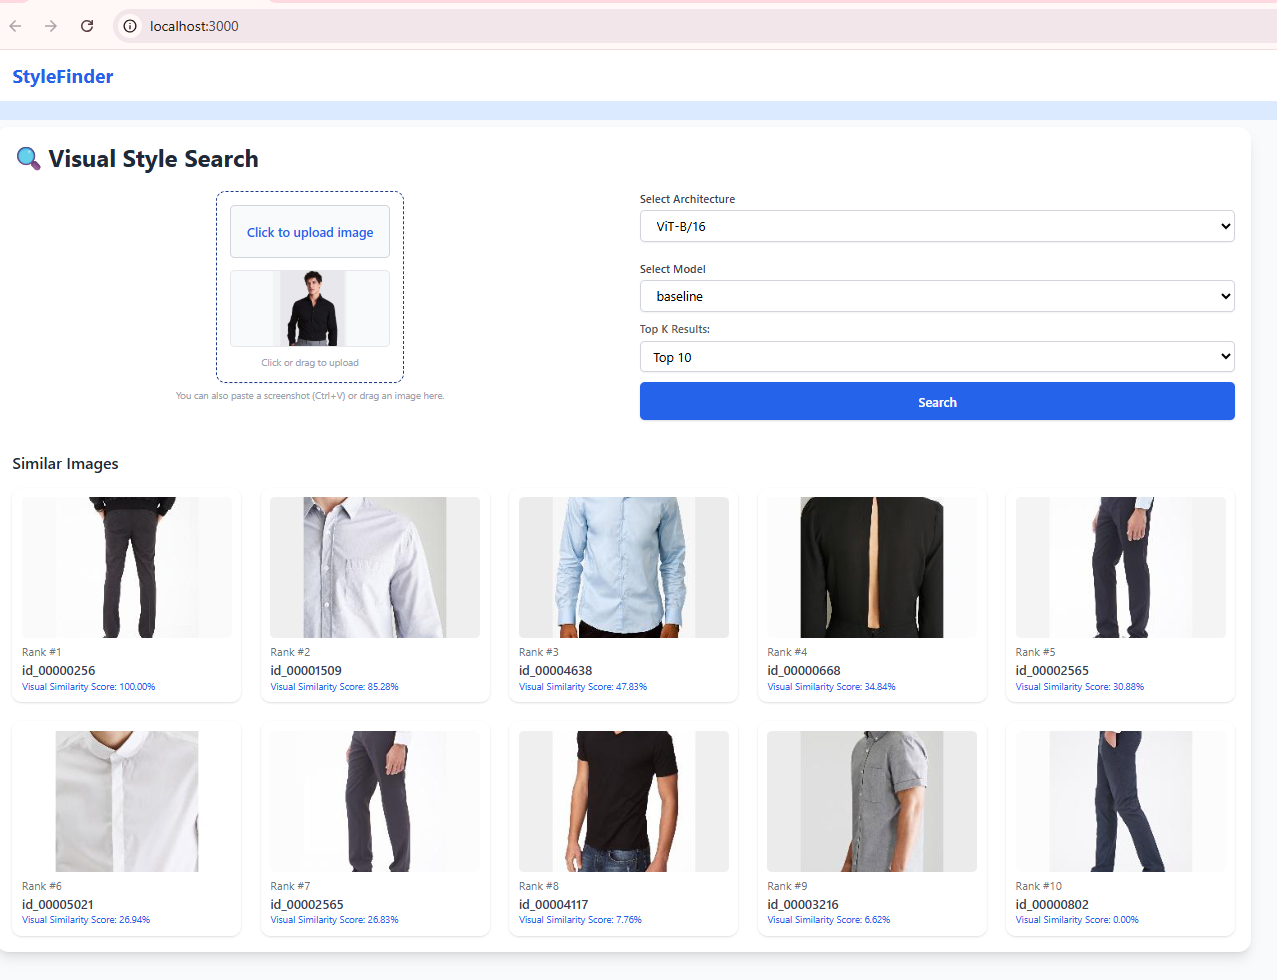 localhost:3000
StyleFinder
🔍 Visual Style Search
Click to upload image
Click or drag to upload
You can also paste a screenshot (Ctrl+V) or drag an image here.
Select Architecture
ViT-B/16
Select Model
baseline
Top K Results:
Top 10
Search
Similar Images
Rank #1
id_00000256
Visual Similarity Score: 100.00%
Rank #2
id_00001509
Visual Similarity Score: 85.28%
Rank #3
id_00004638
Visual Similarity Score: 47.83%
Rank #4
id_00000668
Visual Similarity Score: 34.84%
Rank #5
id_00002565
Visual Similarity Score: 30.88%
Rank #6
id_00005021
Visual Similarity Score: 26.94%
Rank #7
id_00002565
Visual Similarity Score: 26.83%
Rank #8
id_00004117
Visual Similarity Score: 7.76%
Rank #9
id_00003216
Visual Similarity Score: 6.62%
Rank #10
id_00000802
Visual Similarity Score: 0.00%